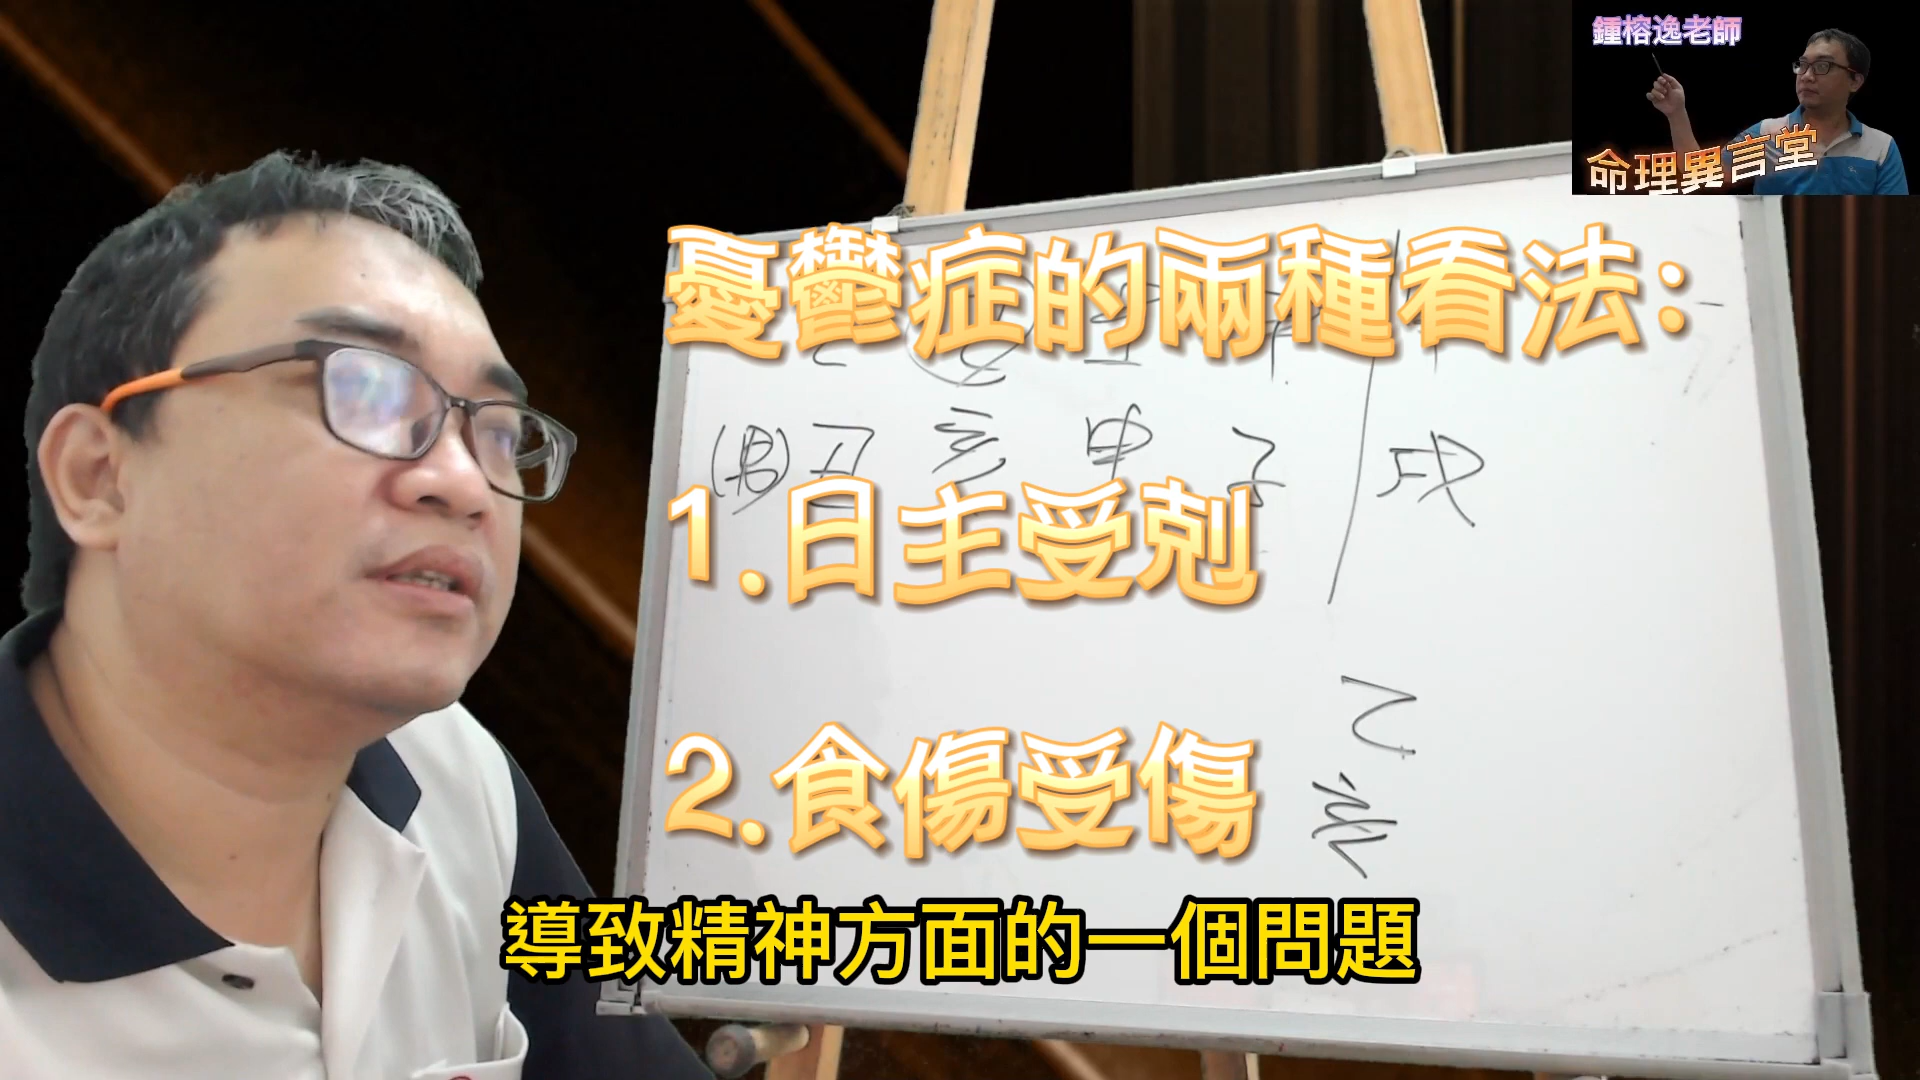 鍾榕逸老師
命理異言堂
憂鬱症的兩種看法：
(男)丑 亥 申 子 戌
1.日主受剋
乙
2.食傷受傷
導致精神方面的一個問題